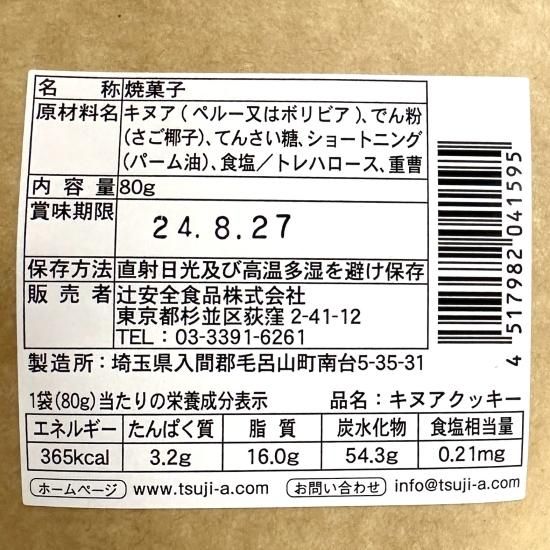 名称 焼菓子
原材料名 キヌア(ペルー又はボリビア)、でん粉
(さご椰子)、てんさい糖、ショートニング
(パーム油)、食塩／トレハロース、重曹
内容量 80g
賞味期限 24.8.27
保存方法 直射日光及び高温多湿を避け保存
販売者 辻安全食品株式会社
東京都杉並区荻窪 2-41-12
TEL：03-3391-6261
製造所：埼玉県入間郡毛呂山町南台5-35-31
1袋(80g)当たりの栄養成分表示 品名：キヌアクッキー
エネルギー たんぱく質 脂質 炭水化物 食塩相当量
365kcal 3.2g 16.0g 54.3g 0.21mg
ホームページ www.tsuji-a.com お問い合わせ info@tsuji-a.com
4 517982 041595